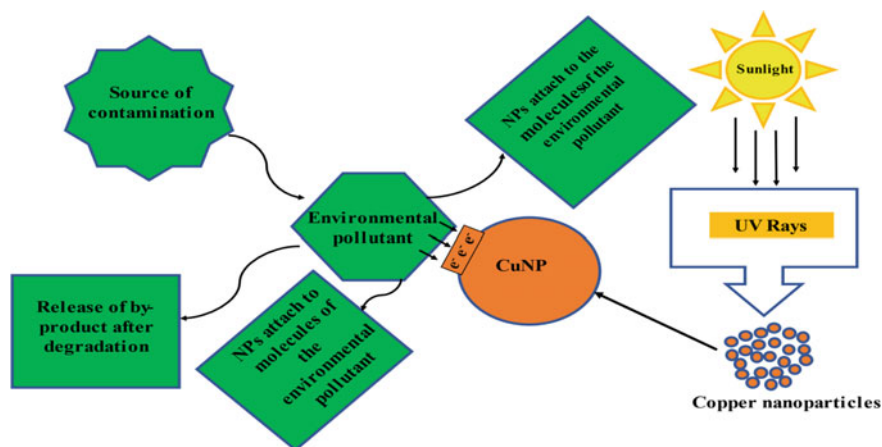 Source of
contamination
NPs attach to the
moleculesof the
environmental
pollutant
Sunlight
Environmental
pollutant
e- e- e-
CuNP
UV Rays
Release of by-
product after
degradation
NPs attach to
molecules of
the
environmental
pollutant
Copper nanoparticles